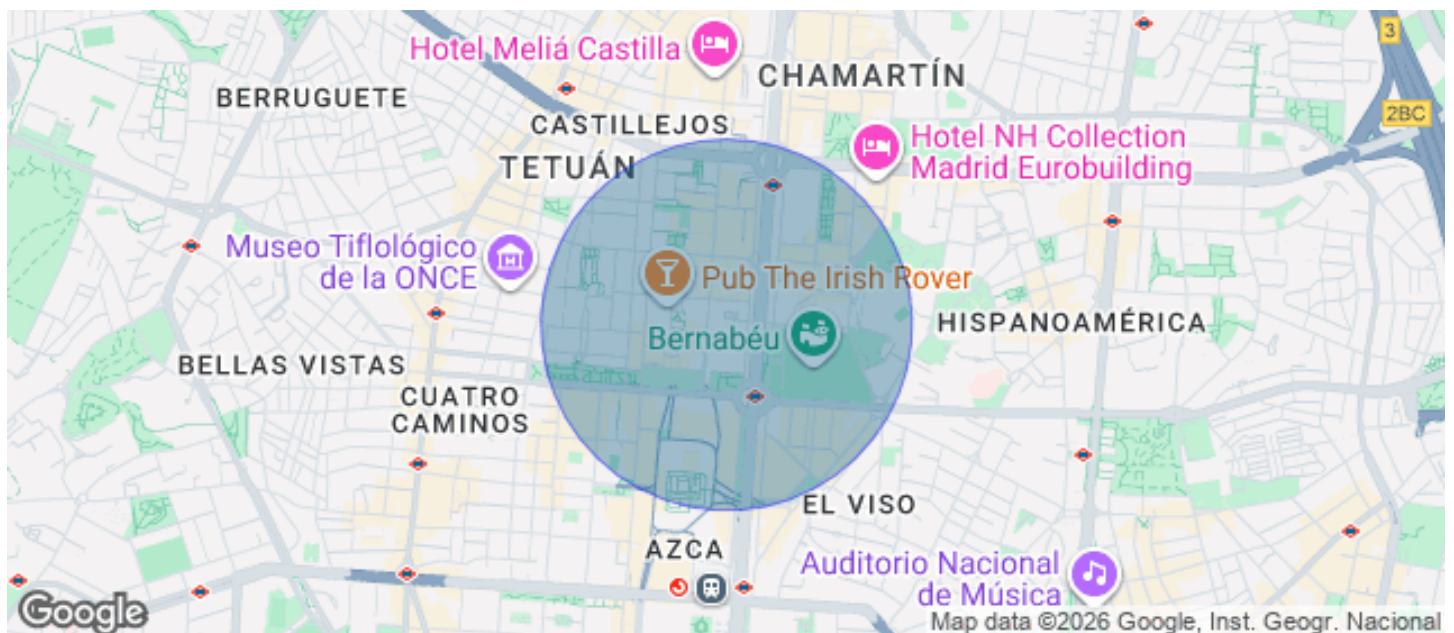 Hotel Meliá Castilla
CHAMARTÍN
3
BERRUGUETE
2BC
CASTILLEJOS
Hotel NH Collection
Madrid Eurobuilding
TETUÁN
Museo Tiflológico
de la ONCE
Pub The Irish Rover
Bernabéu
HISPANOAMÉRICA
BELLAS VISTAS
CUATRO
CAMINOS
EL VISO
AZCA
Auditorio Nacional
de Música
Google
Map data ©2026 Google, Inst. Geogr. Nacional